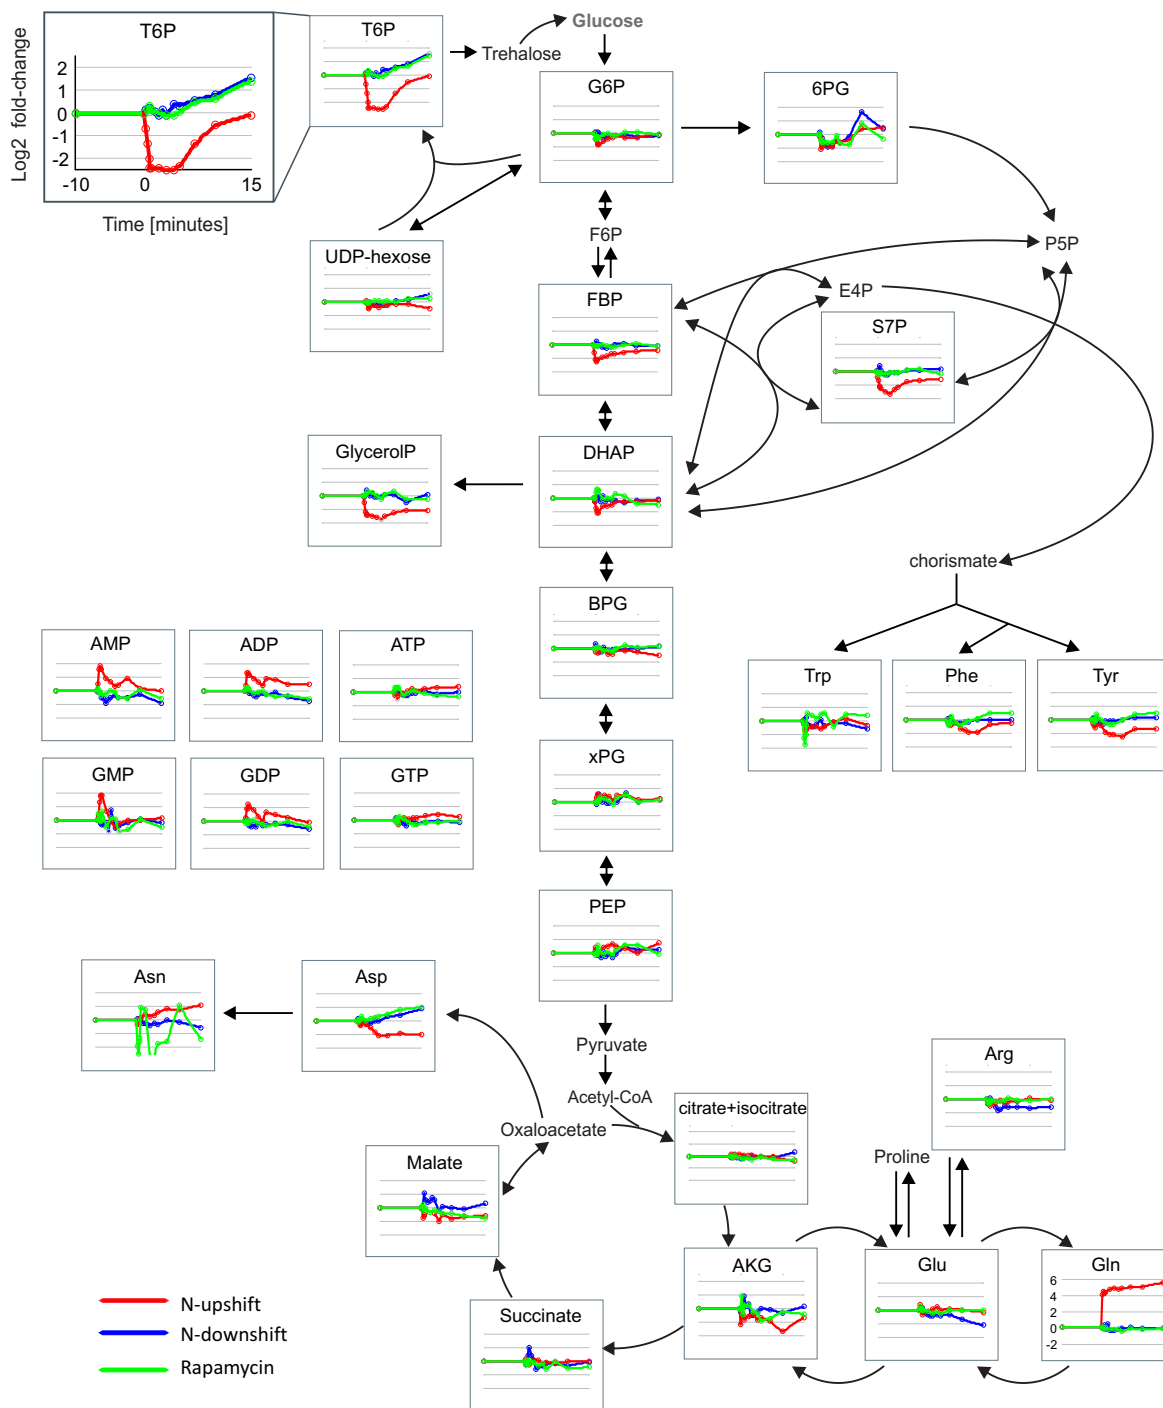 T6P
Log2 fold-change
2
1
0
-1
-2
-10
0
15
Time [minutes]
T6P
Trehalose
Glucose
G6P
6PG
F6P
P5P
UDP-hexose
FBP
E4P
S7P
GlycerolP
DHAP
chorismate
BPG
AMP
ADP
ATP
Trp
Phe
Tyr
xPG
GMP
GDP
GTP
PEP
Asn
Asp
Pyruvate
Acetyl-CoA
Oxaloacetate
citrate+isocitrate
Arg
Proline
Malate
AKG
Glu
Gln
6
4
2
0
-2
Succinate
N-upshift
N-downshift
Rapamycin